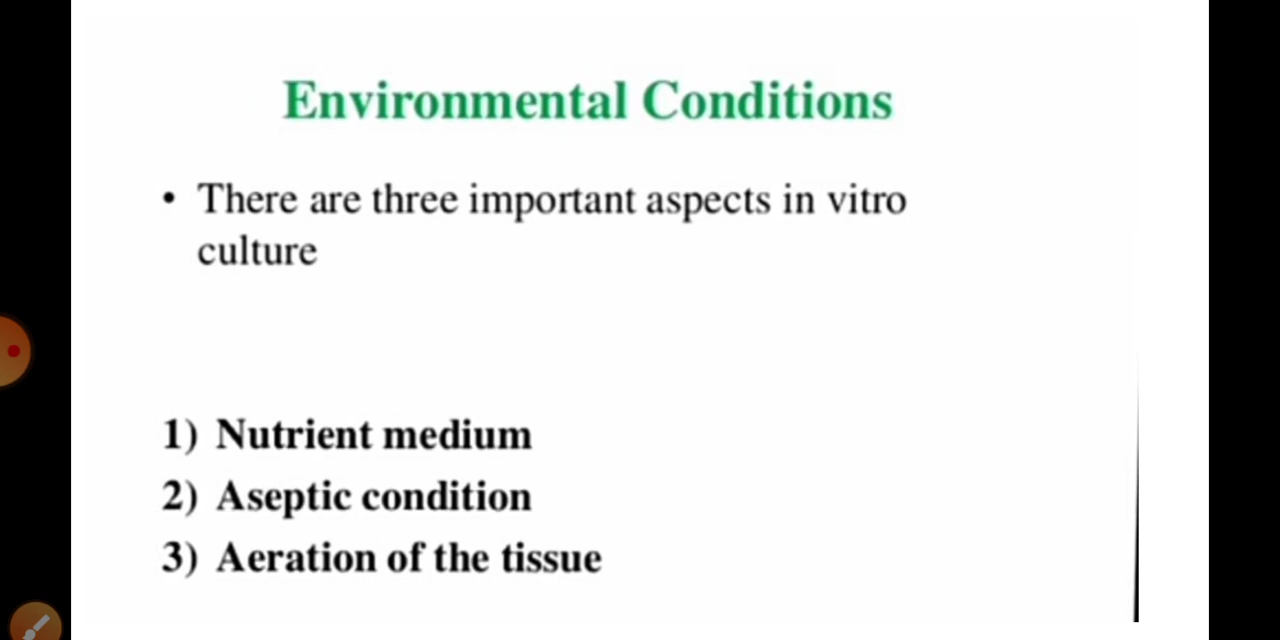 Environmental Conditions
• There are three important aspects in vitro
culture
1) Nutrient medium
2) Aseptic condition
3) Aeration of the tissue